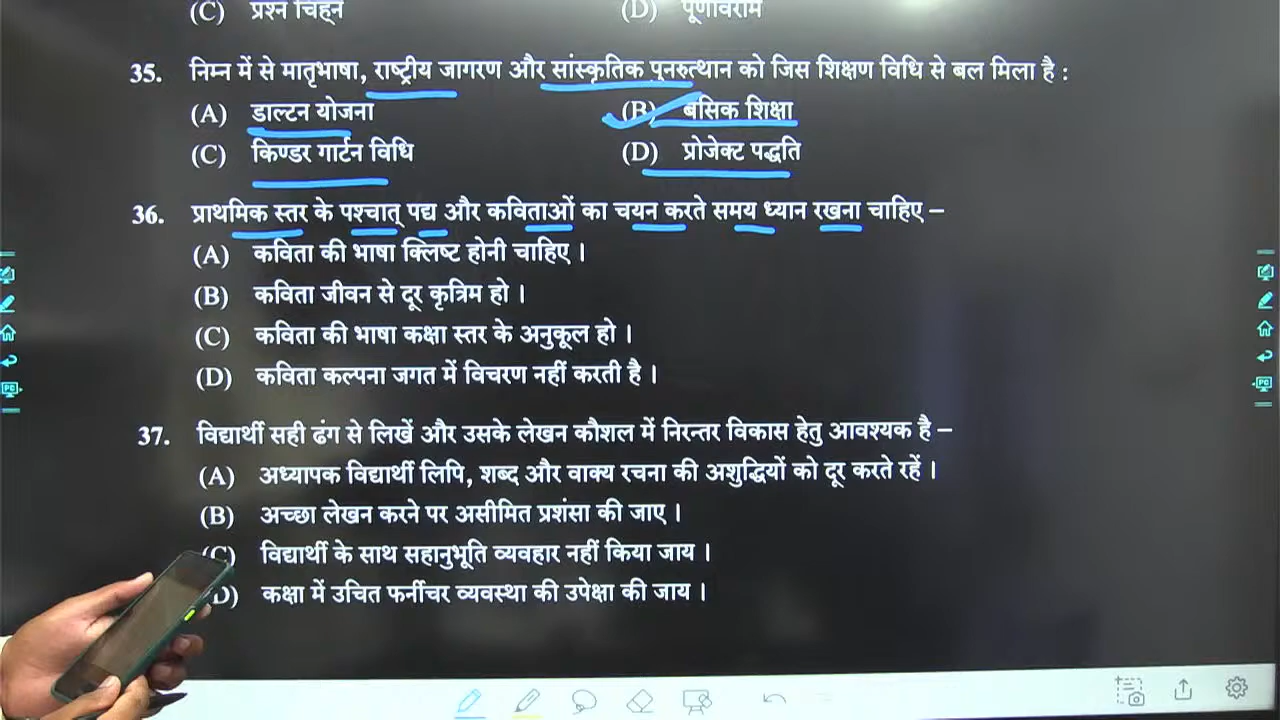 (C) प्रश्न चिह्न (D) पूर्णविराम
35. निम्न में से मातृभाषा, राष्ट्रीय जागरण और सांस्कृतिक पुनरुत्थान को जिस शिक्षण विधि से बल मिला है :
(A) डाल्टन योजना (B) बेसिक शिक्षा
(C) किण्डर गार्टन विधि (D) प्रोजेक्ट पद्धति
36. प्राथमिक स्तर के पश्चात् पद्य और कविताओं का चयन करते समय ध्यान रखना चाहिए –
(A) कविता की भाषा क्लिष्ट होनी चाहिए ।
(B) कविता जीवन से दूर कृत्रिम हो ।
(C) कविता की भाषा कक्षा स्तर के अनुकूल हो ।
(D) कविता कल्पना जगत में विचरण नहीं करती है ।
37. विद्यार्थी सही ढंग से लिखें और उसके लेखन कौशल में निरन्तर विकास हेतु आवश्यक है –
(A) अध्यापक विद्यार्थी लिपि, शब्द और वाक्य रचना की अशुद्धियों को दूर करते रहें ।
(B) अच्छा लेखन करने पर असीमित प्रशंसा की जाए ।
(C) विद्यार्थी के साथ सहानुभूति व्यवहार नहीं किया जाय ।
D) कक्षा में उचित फर्नीचर व्यवस्था की उपेक्षा की जाय ।